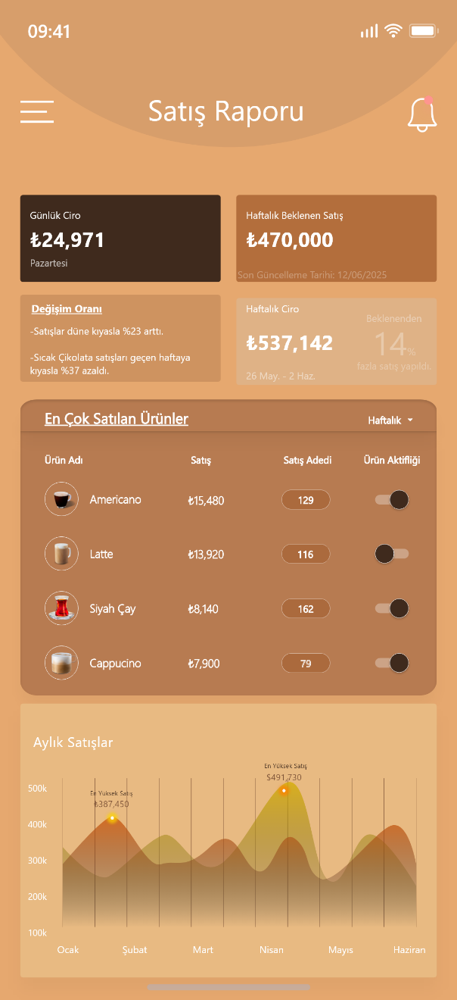 09:41
Satış Raporu
Günlük Ciro
₺24,971
Pazartesi
Haftalık Beklenen Satış
₺470,000
Son Güncelleme Tarihi: 12/06/2025
Değişim Oranı
-Satışlar düne kıyasla %23 arttı.
-Sıcak Çikolata satışları geçen haftaya
kıyasla %37 azaldı.
Haftalık Ciro
₺537,142
26 May. - 2 Haz.
Beklenenden
14%
fazla satış yapıldı.
En Çok Satılan Ürünler
Haftalık
Ürün Adı Satış Satış Adedi Ürün Aktifliği
Americano ₺15,480 129
Latte ₺13,920 116
Siyah Çay ₺8,140 162
Cappucino ₺7,900 79
Aylık Satışlar
En Yüksek Satış
$491,730
En Yüksek Satış
₺387,450
500k
400k
300k
200k
100k
Ocak Şubat Mart Nisan Mayıs Haziran